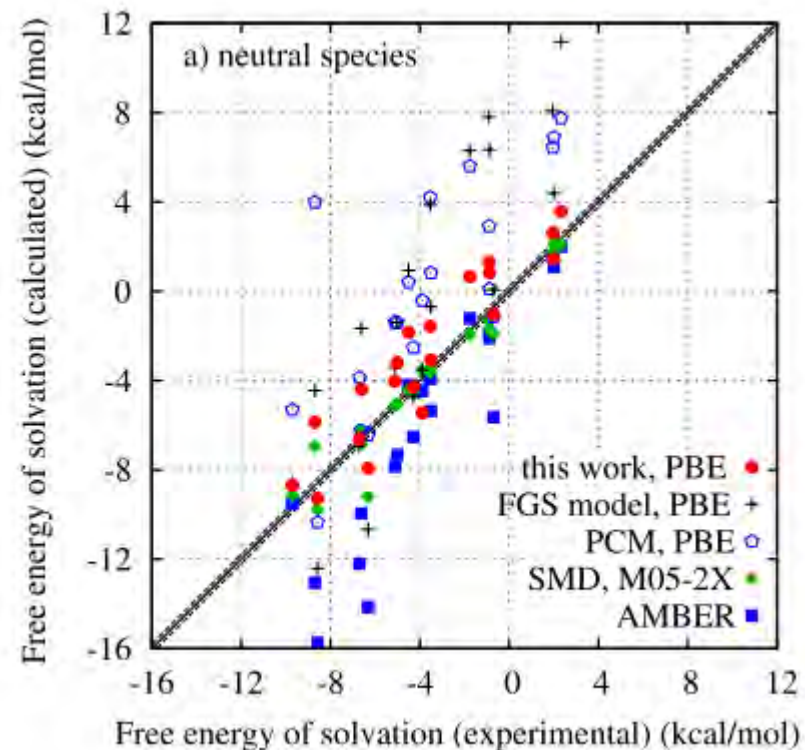 12
8
4
0
-4
-8
-12
-16
a) neutral species
this work, PBE
FGS model, PBE
PCM, PBE
SMD, M05-2X
AMBER
-16 -12 -8 -4 0 4 8 12
Free energy of solvation (experimental) (kcal/mol)
Free energy of solvation (calculated) (kcal/mol)